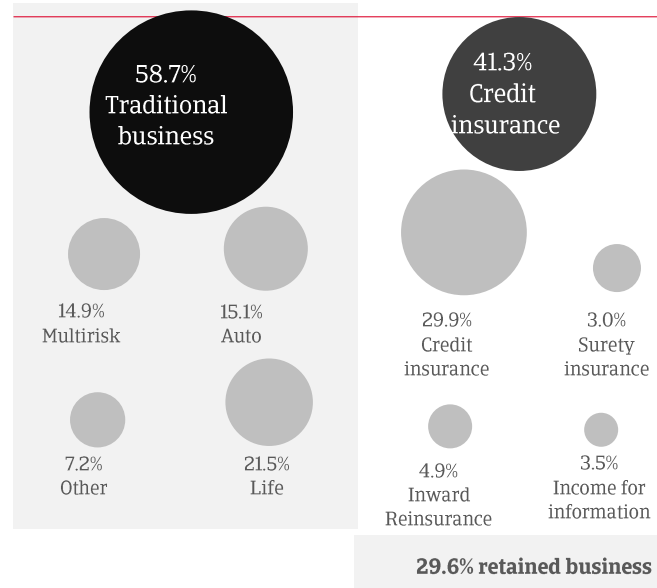 58.7%
Traditional
business
14.9%
Multirisk
15.1%
Auto
7.2%
Other
21.5%
Life
41.3%
Credit
insurance
29.9%
Credit
insurance
3.0%
Surety
insurance
4.9%
Inward
Reinsurance
3.5%
Income for
information
29.6% retained business